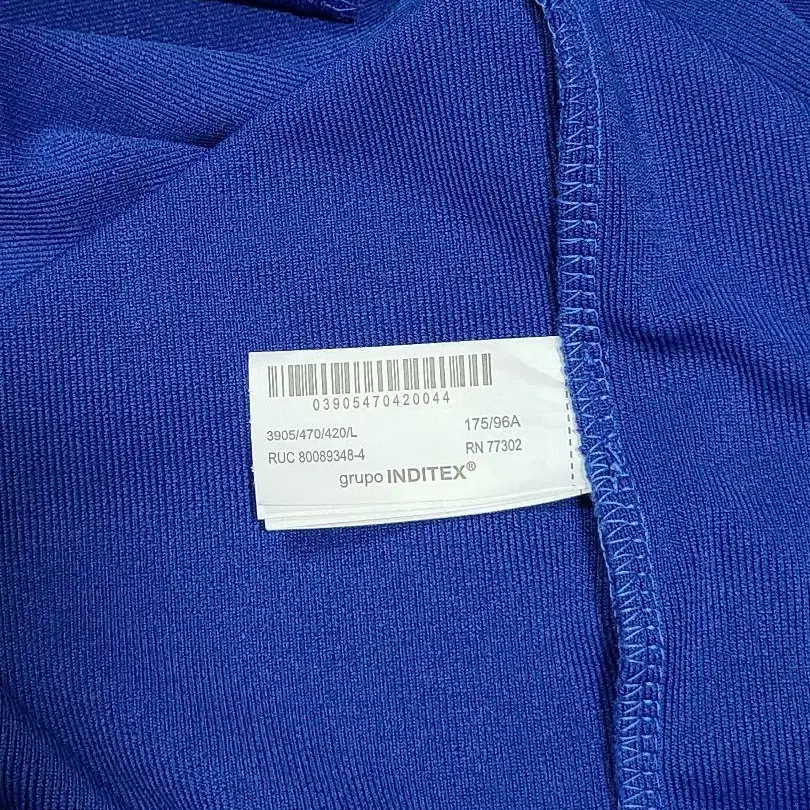 03905470420044
3905/470/420/L 175/96A
RUC 80089348-4 RN 77302
grupo INDITEX®